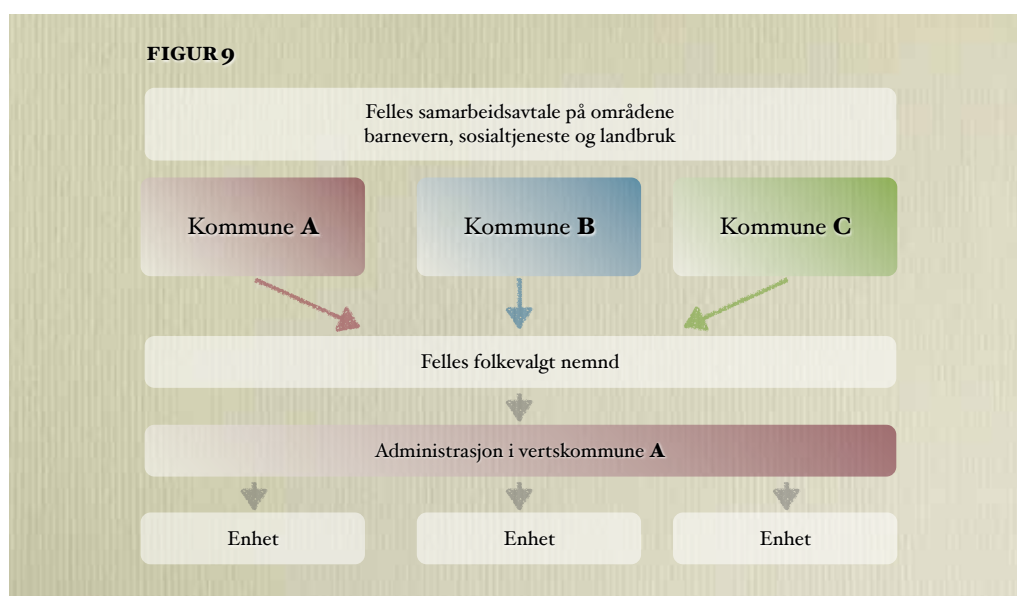 FIGUR 9
Felles samarbeidsavtale på områdene
barnevern, sosialtjeneste og landbruk
Kommune A
Kommune B
Kommune C
Felles folkevalgt nemnd
Administrasjon i vertskommune A
Enhet
Enhet
Enhet